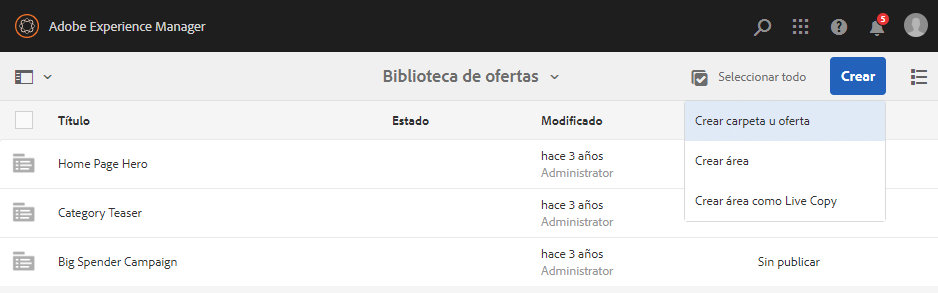 Adobe Experience Manager
5
Biblioteca de ofertas
Seleccionar todo
Crear
Título
Estado
Modificado
Crear carpeta u oferta
Crear área
Crear área como Live Copy
Home Page Hero
hace 3 años
Administrator
Category Teaser
hace 3 años
Administrator
Big Spender Campaign
hace 3 años
Administrator
Sin publicar